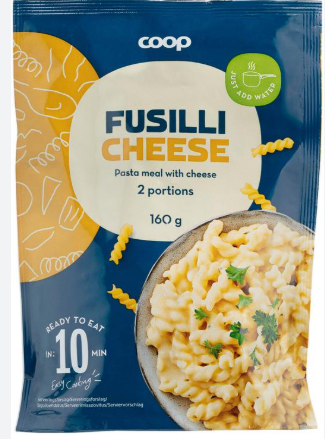 coop
JUST ADD WATER
FUSILLI
CHEESE
Pasta meal with cheese
2 portions
160 g
READY TO EAT
IN: 10 MIN
Easy Cooking!